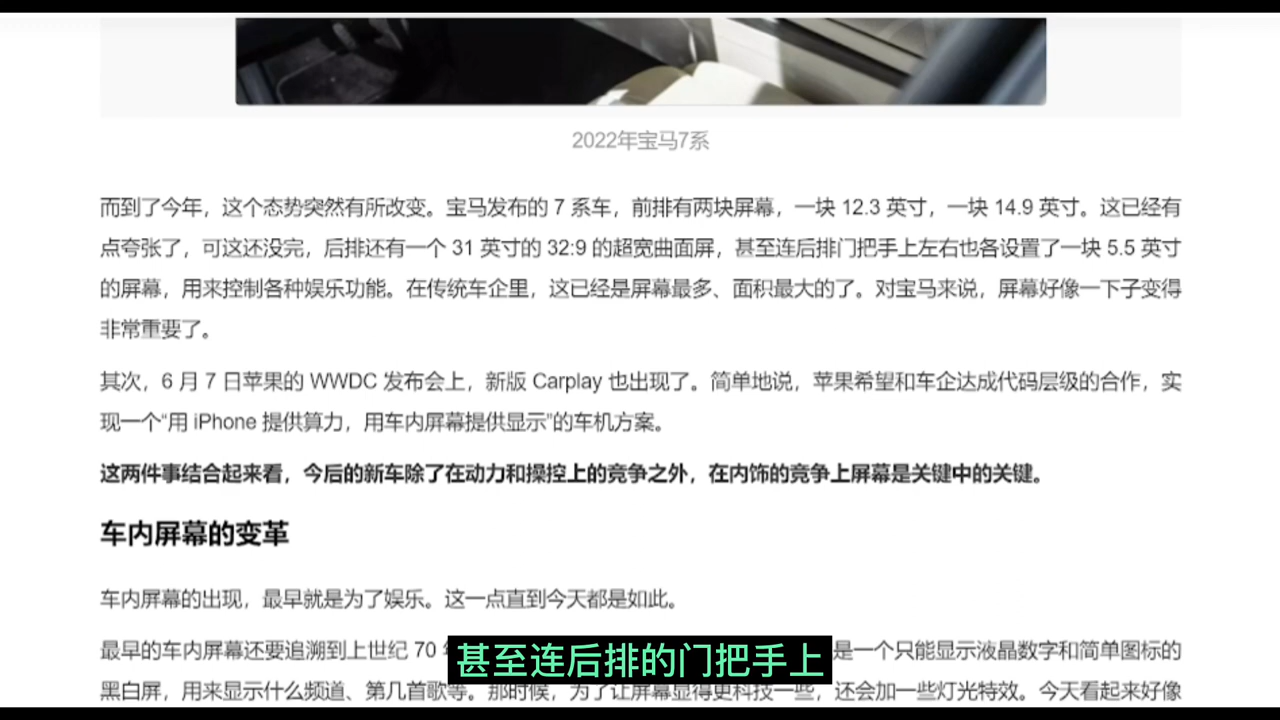 2022年宝马7系
而到了今年，这个态势突然有所改变。宝马发布的 7 系车，前排有两块屏幕，一块 12.3 英寸，一块 14.9 英寸。这已经有
点夸张了，可这还没完，后排还有一个 31 英寸的 32:9 的超宽曲面屏，甚至连后排门把手上左右也各设置了一块 5.5 英寸
的屏幕，用来控制各种娱乐功能。在传统车企里，这已经是屏幕最多、面积最大的了。对宝马来说，屏幕好像一下子变得
非常重要了。
其次，6 月 7 日苹果的 WWDC 发布会上，新版 Carplay 也出现了。简单地说，苹果希望和车企达成代码层级的合作，实
现一个“用 iPhone 提供算力，用车内屏幕提供显示”的车机方案。
这两件事结合起来看，今后的新车除了在动力和操控上的竞争之外，在内饰的竞争上屏幕是关键中的关键。
车内屏幕的变革
车内屏幕的出现，最早就是为了娱乐。这一点直到今天都是如此。
最早的车内屏幕还要追溯到上世纪 70 是一个只能显示液晶数字和简单图标的
甚至连后排的门把手上
黑白屏，用来显示什么频道、第几首歌等。那时候，为了让屏幕显得更科技一些，还会加一些灯光特效。今天看起来好像